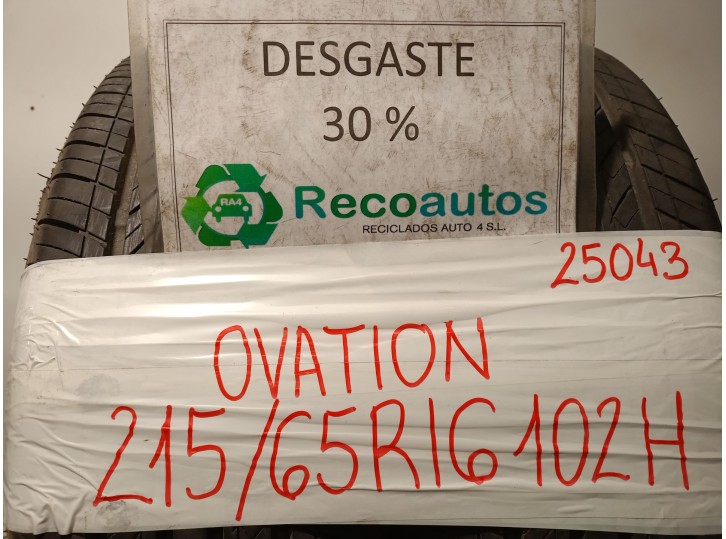 DESGASTE
30 %
RA4
Recoautos
RECICLADOS AUTO 4 S.L.
25043
OVATION
215/65R16 102H